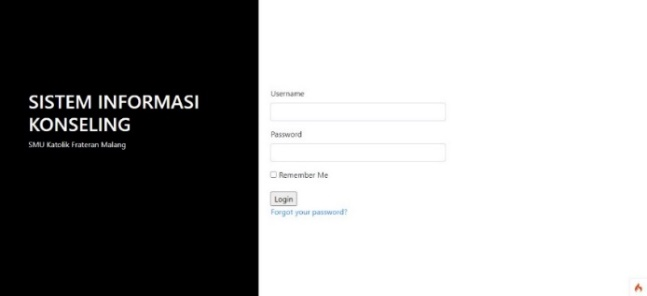 SISTEM INFORMASI
KONSELING
SMU Katolik Frateran Malang
Username
Password
Remember Me
Login
Forgot your password?